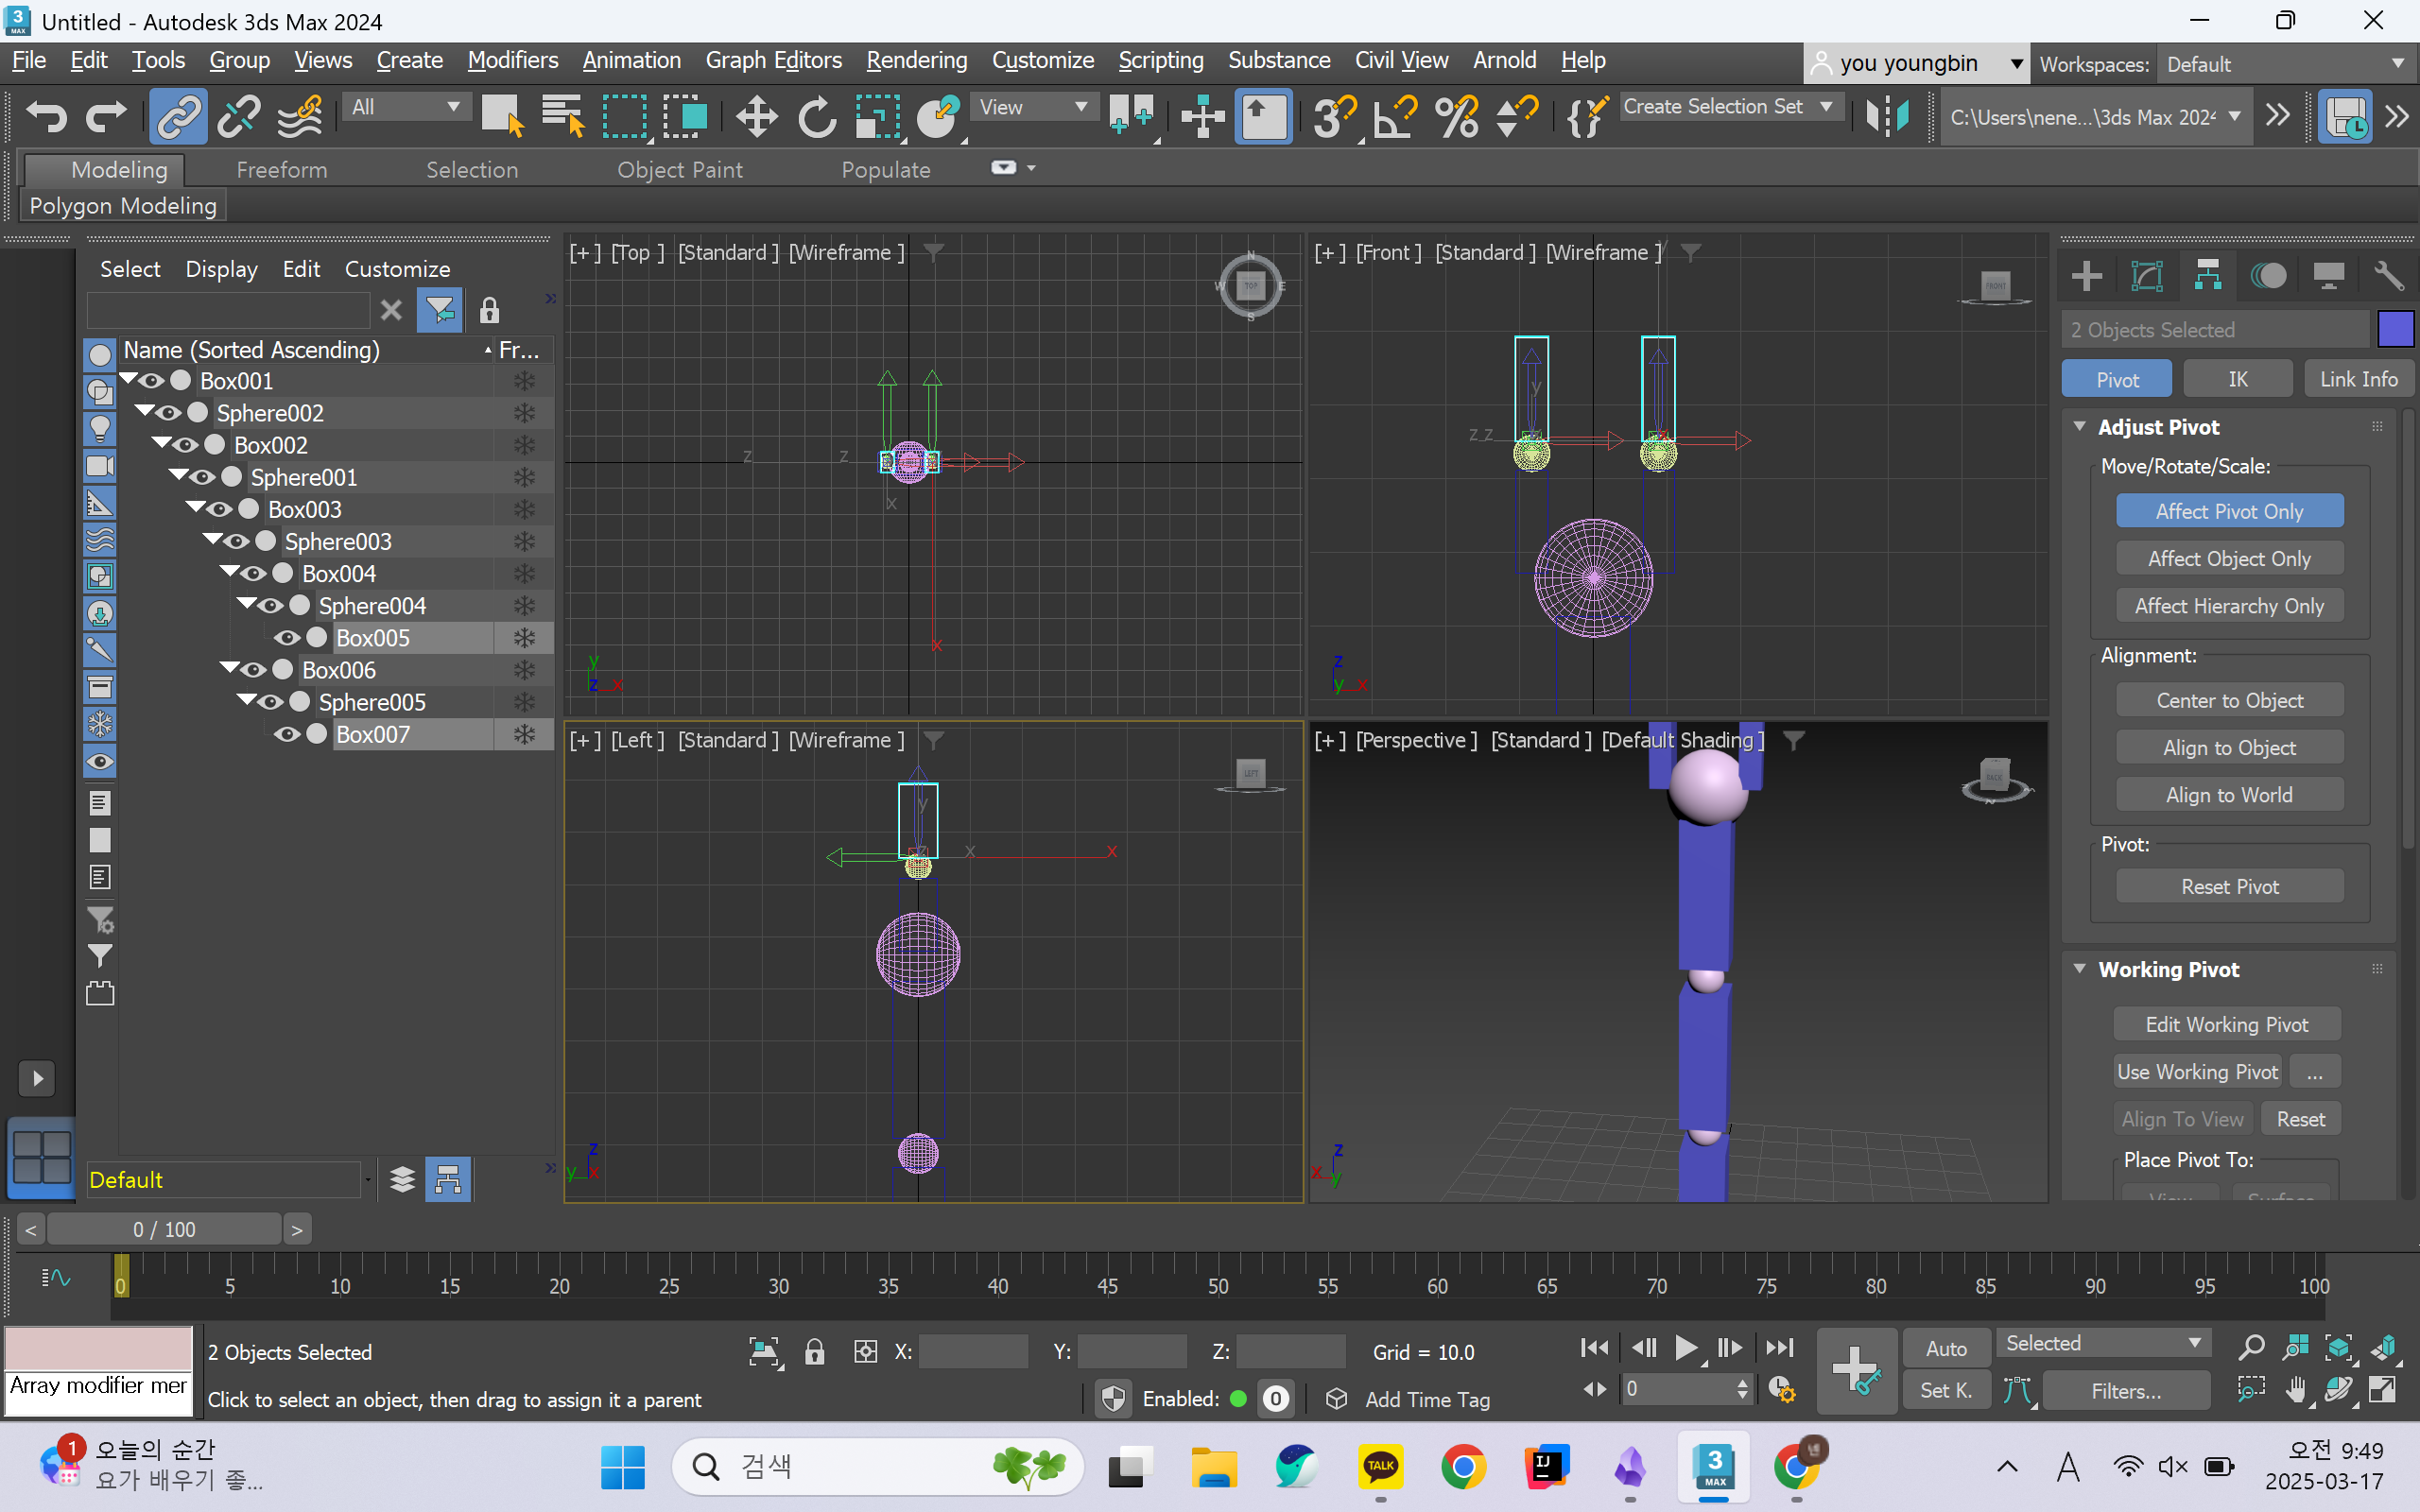 Untitled - Autodesk 3ds Max 2024
File Edit Tools Group Views Create Modifiers Animation Graph Editors Rendering Customize Scripting Substance Civil View Arnold Help
you youngbin Workspaces: Default
All View Create Selection Set C:\Users\nene...\3ds Max 202
Modeling Freeform Selection Object Paint Populate
Polygon Modeling
Select Display Edit Customize
Name (Sorted Ascending) Fr...
Box001
Sphere002
Box002
Sphere001
Box003
Sphere003
Box004
Sphere004
Box005
Box006
Sphere005
Box007
Default
[+] [Top ] [Standard ] [Wireframe ]
[+] [Front ] [Standard ] [Wireframe ]
[+] [Left ] [Standard ] [Wireframe ]
[+] [Perspective ] [Standard ] [Default Shading ]
2 Objects Selected
Pivot IK Link Info
Adjust Pivot
Move/Rotate/Scale:
Affect Pivot Only
Affect Object Only
Affect Hierarchy Only
Alignment:
Center to Object
Align to Object
Align to World
Pivot:
Reset Pivot
Working Pivot
Edit Working Pivot
Use Working Pivot ...
Align To View Reset
Place Pivot To:
View Surface
< 0 / 100 >
0 5 10 15 20 25 30 35 40 45 50 55 60 65 70 75 80 85 90 95 100
Array modifier mer
2 Objects Selected
Click to select an object, then drag to assign it a parent
X: Y: Z: Grid = 10.0
Enabled: 0 Add Time Tag
0
Auto Selected
Set K. Filters...
1 오늘의 순간
요가 배우기 좋...
검색
TALK
IJ
3
MAX
A
오전 9:49
2025-03-17